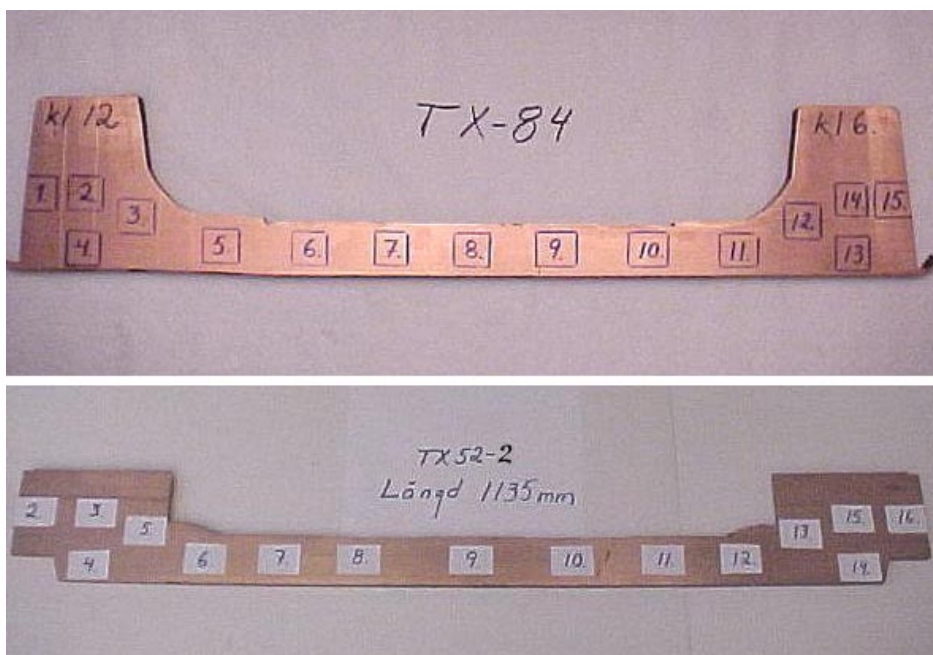 TX-84
kl 12
kl 6.
1. 2. 14. 15.
3. 12.
4. 5. 6. 7. 8. 9. 10. 11. 13
TX52-2
Längd 1135mm
2 3 15. 16.
5. 13.
4 6 7. 8. 9. 10. 11. 12. 14.